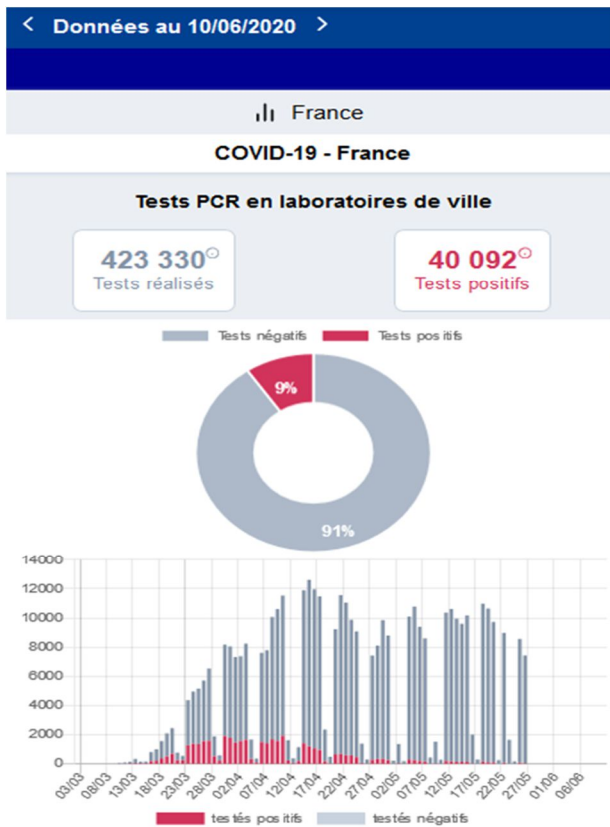 < Données au 10/06/2020 >
France
COVID-19 - France
Tests PCR en laboratoires de ville
423 330
40 092
Tests réalisés
Tests positifs
Tests négatifs Tests positifs
9%
91%
14000
12000
10000
8000
6000
4000
2000
0
03/03 08/03 13/03 18/03 23/03 28/03 02/04 07/04 12/04 17/04 22/04 27/04 02/05 07/05 12/05 17/05 22/05 27/05 01/06 08/06
testés positifs testés négatifs